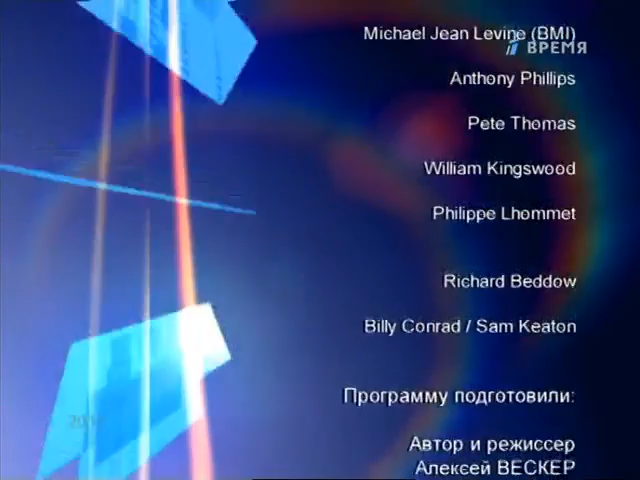 Michael Jean Levine (BMI)
ВРЕМЯ
Anthony Phillips
Pete Thomas
William Kingswood
Philippe Lhommet
Richard Beddow
Billy Conrad / Sam Keaton
Программу подготовили:
Автор и режиссер
Алексей ВЕСКЕР